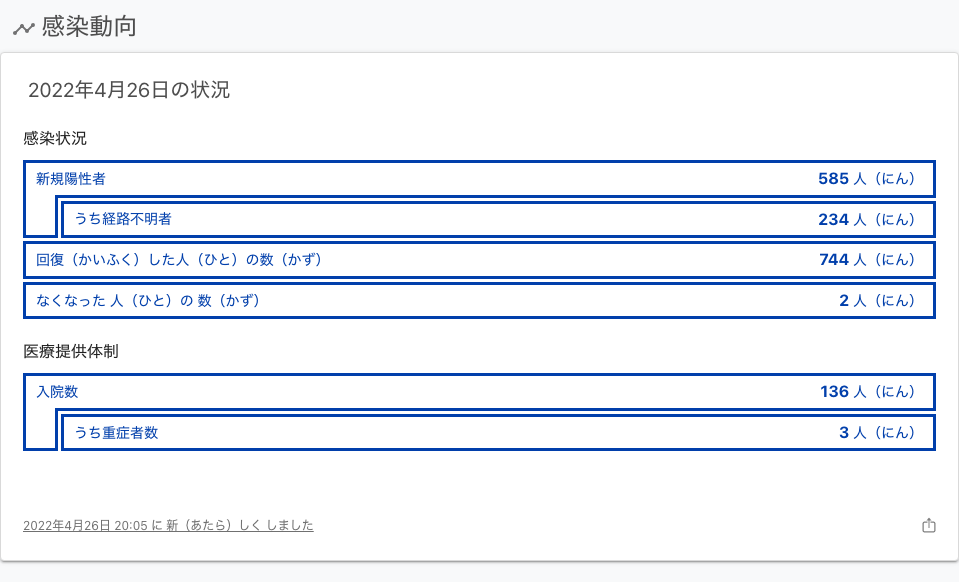 感染動向
2022年4月26日の状況
感染状況
新規陽性者 585 人（にん）
うち経路不明者 234 人（にん）
回復（かいふく）した人（ひと）の数（かず） 744 人（にん）
なくなった 人（ひと）の 数（かず） 2 人（にん）
医療提供体制
入院数 136 人（にん）
うち重症者数 3 人（にん）
2022年4月26日 20:05 に 新（あたら）しく しました